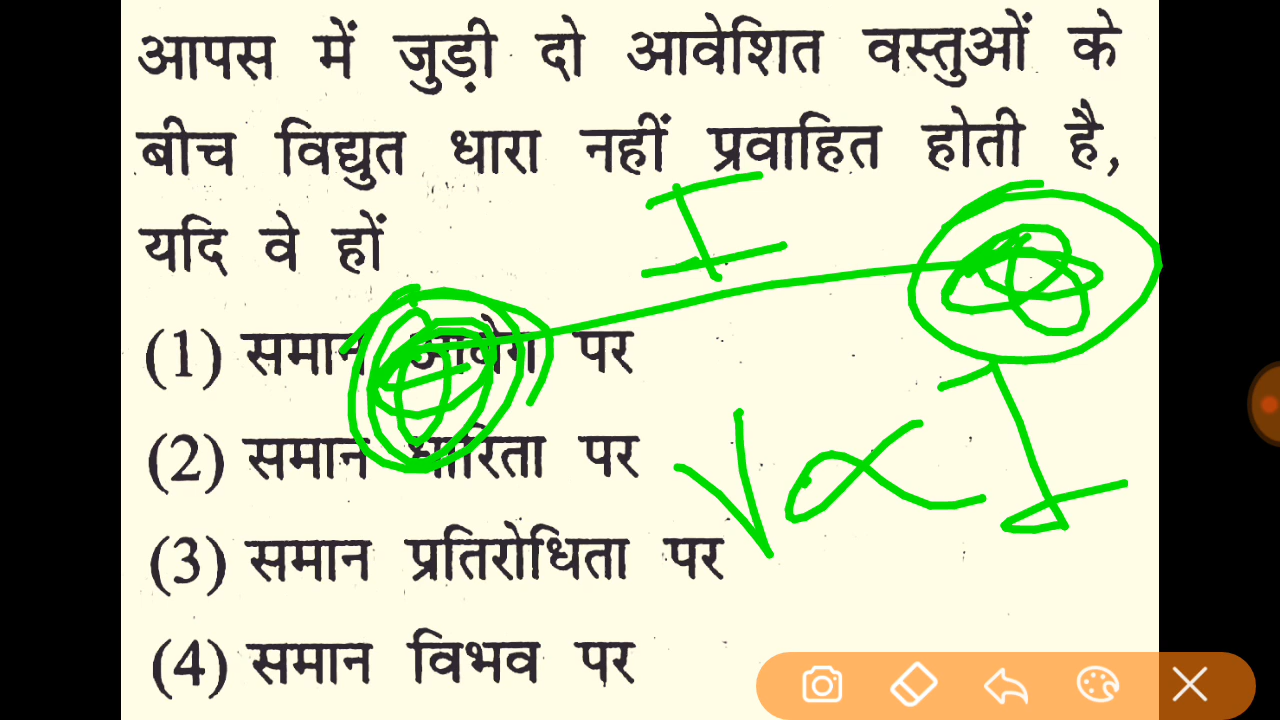 आपस में जुड़ी दो आवेशित वस्तुओं के
बीच विद्युत धारा नहीं प्रवाहित होती है,
यदि वे हों
I
(1) समान आवेग पर
(2) समान धारिता पर
V ∝ I
(3) समान प्रतिरोधिता पर
(4) समान विभव पर